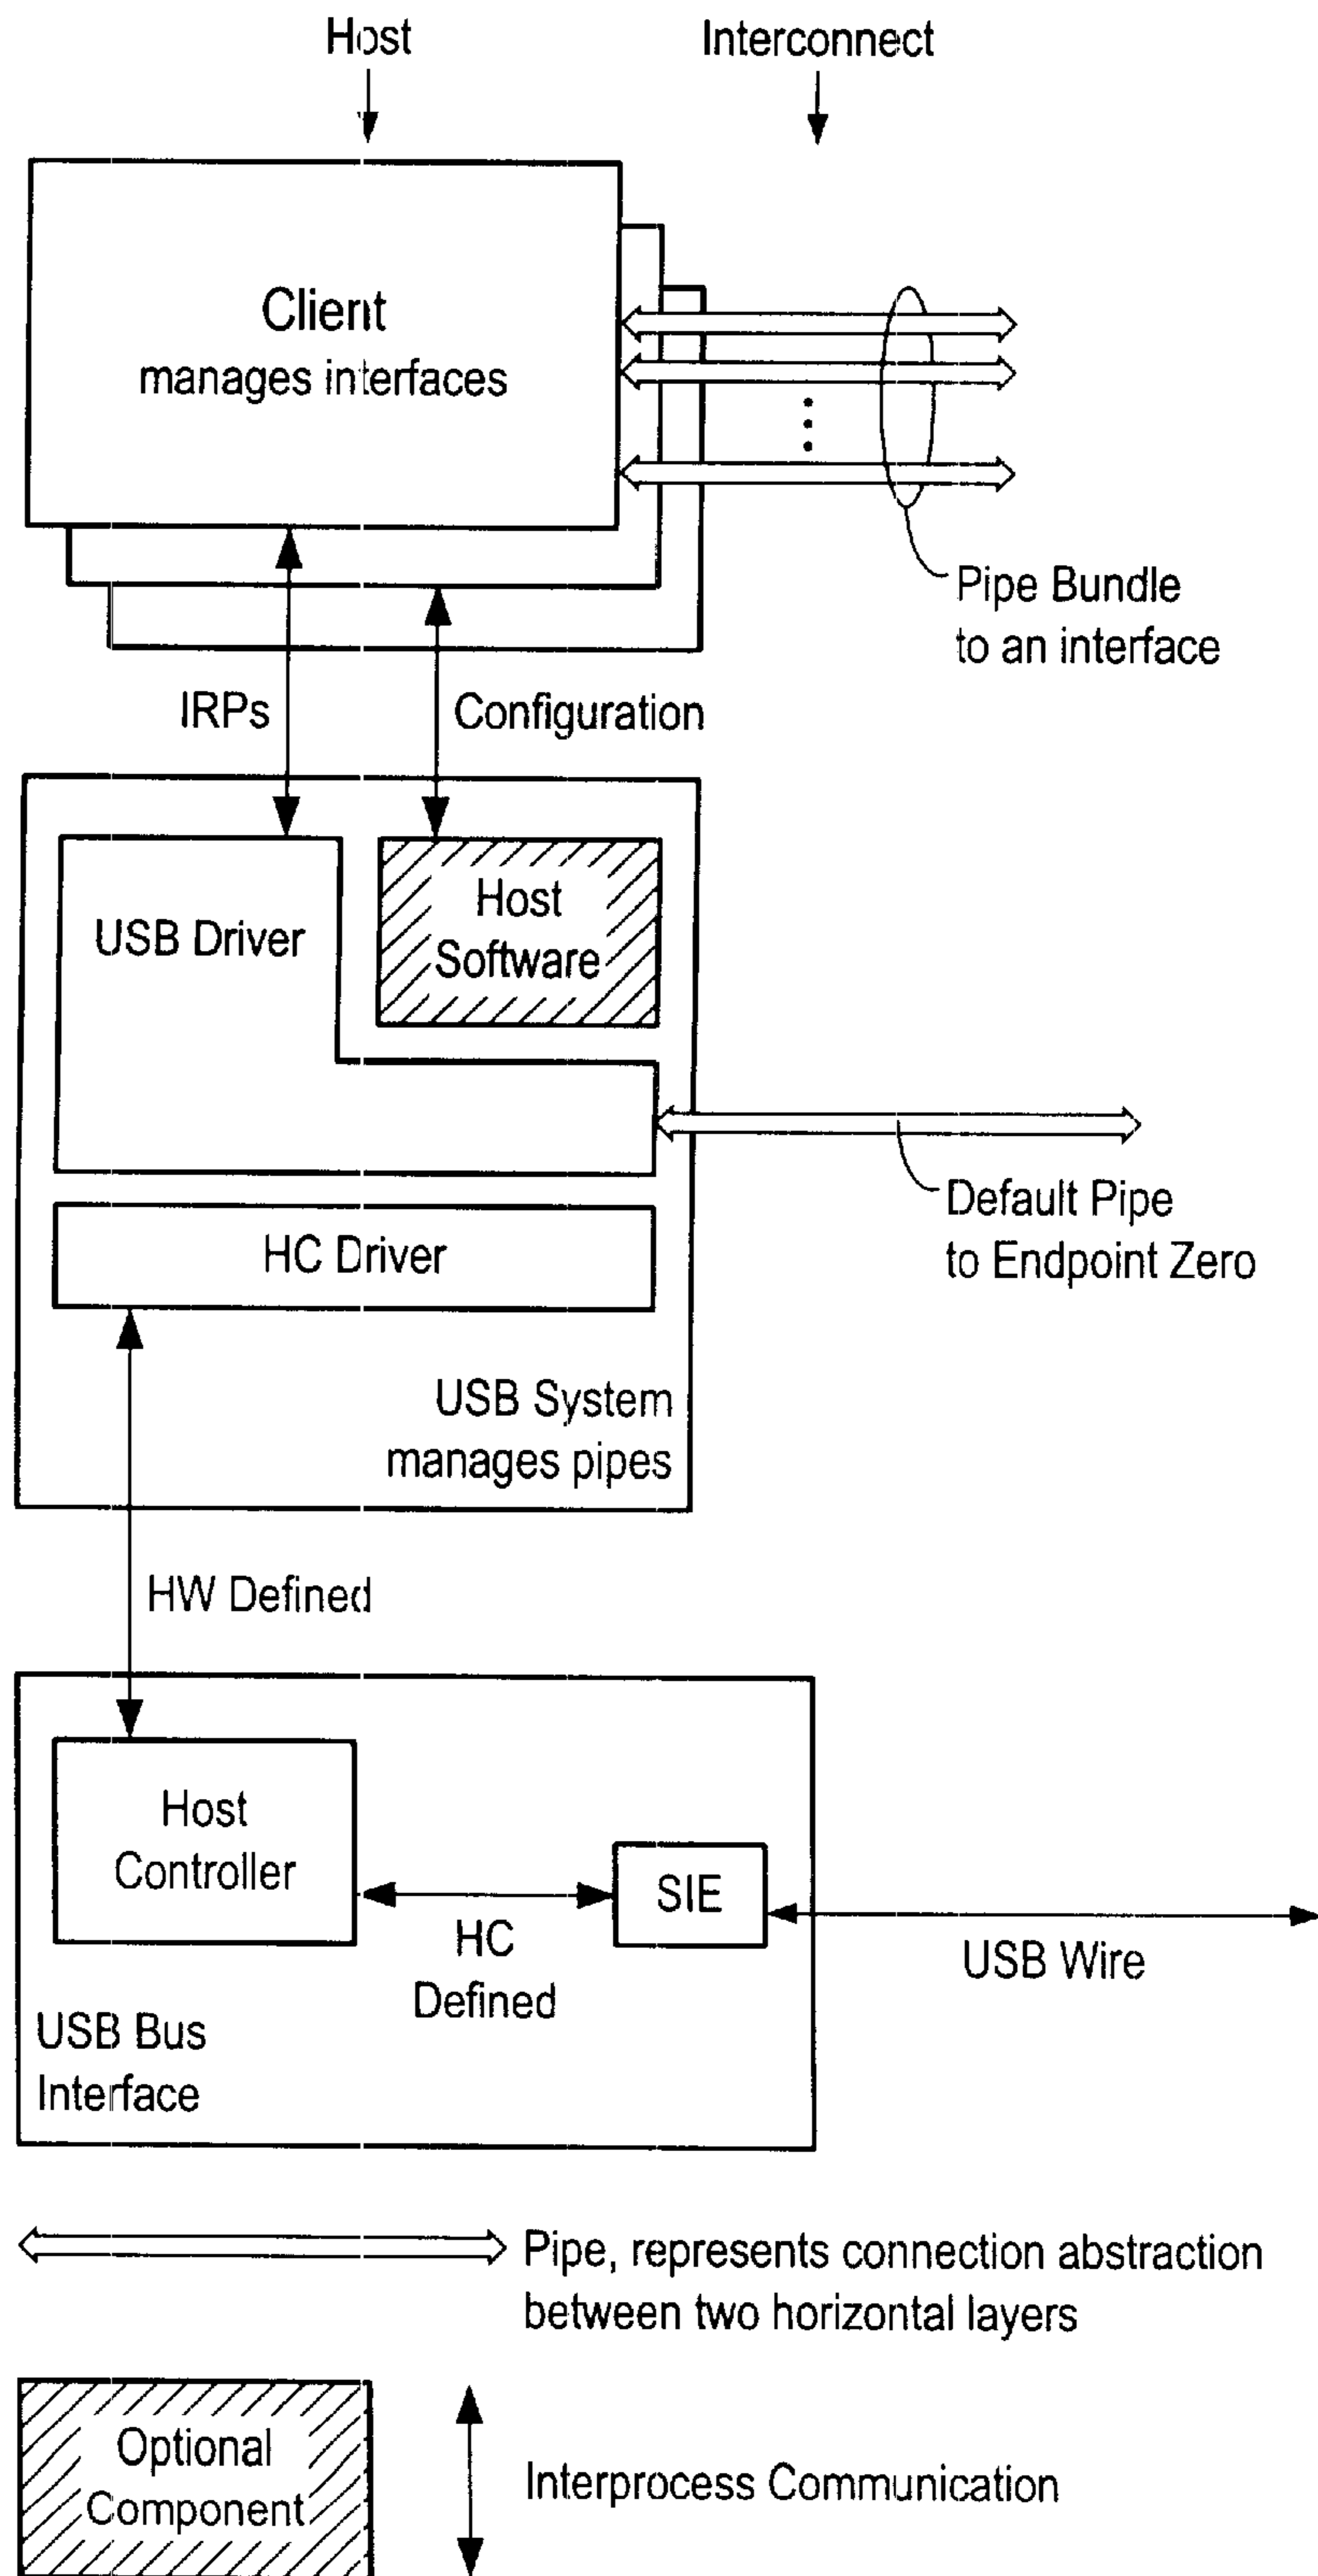 Host
Interconnect
Client
manages interfaces
Pipe Bundle
to an interface
IRPs
Configuration
USB Driver
Host
Software
Default Pipe
to Endpoint Zero
HC Driver
USB System
manages pipes
HW Defined
Host
Controller
SIE
HC
Defined
USB Wire
USB Bus
Interface
Pipe, represents connection abstraction
between two horizontal layers
Optional
Component
Interprocess Communication